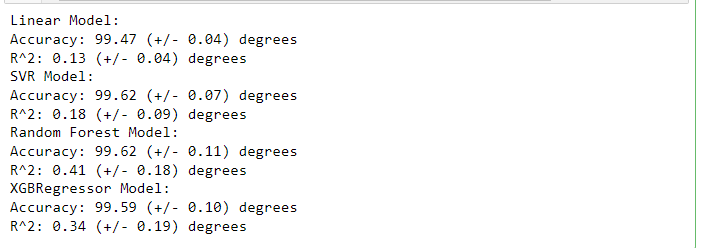 Linear Model:
Accuracy: 99.47 (+/- 0.04) degrees
R^2: 0.13 (+/- 0.04) degrees
SVR Model:
Accuracy: 99.62 (+/- 0.07) degrees
R^2: 0.18 (+/- 0.09) degrees
Random Forest Model:
Accuracy: 99.62 (+/- 0.11) degrees
R^2: 0.41 (+/- 0.18) degrees
XGBRegressor Model:
Accuracy: 99.59 (+/- 0.10) degrees
R^2: 0.34 (+/- 0.19) degrees